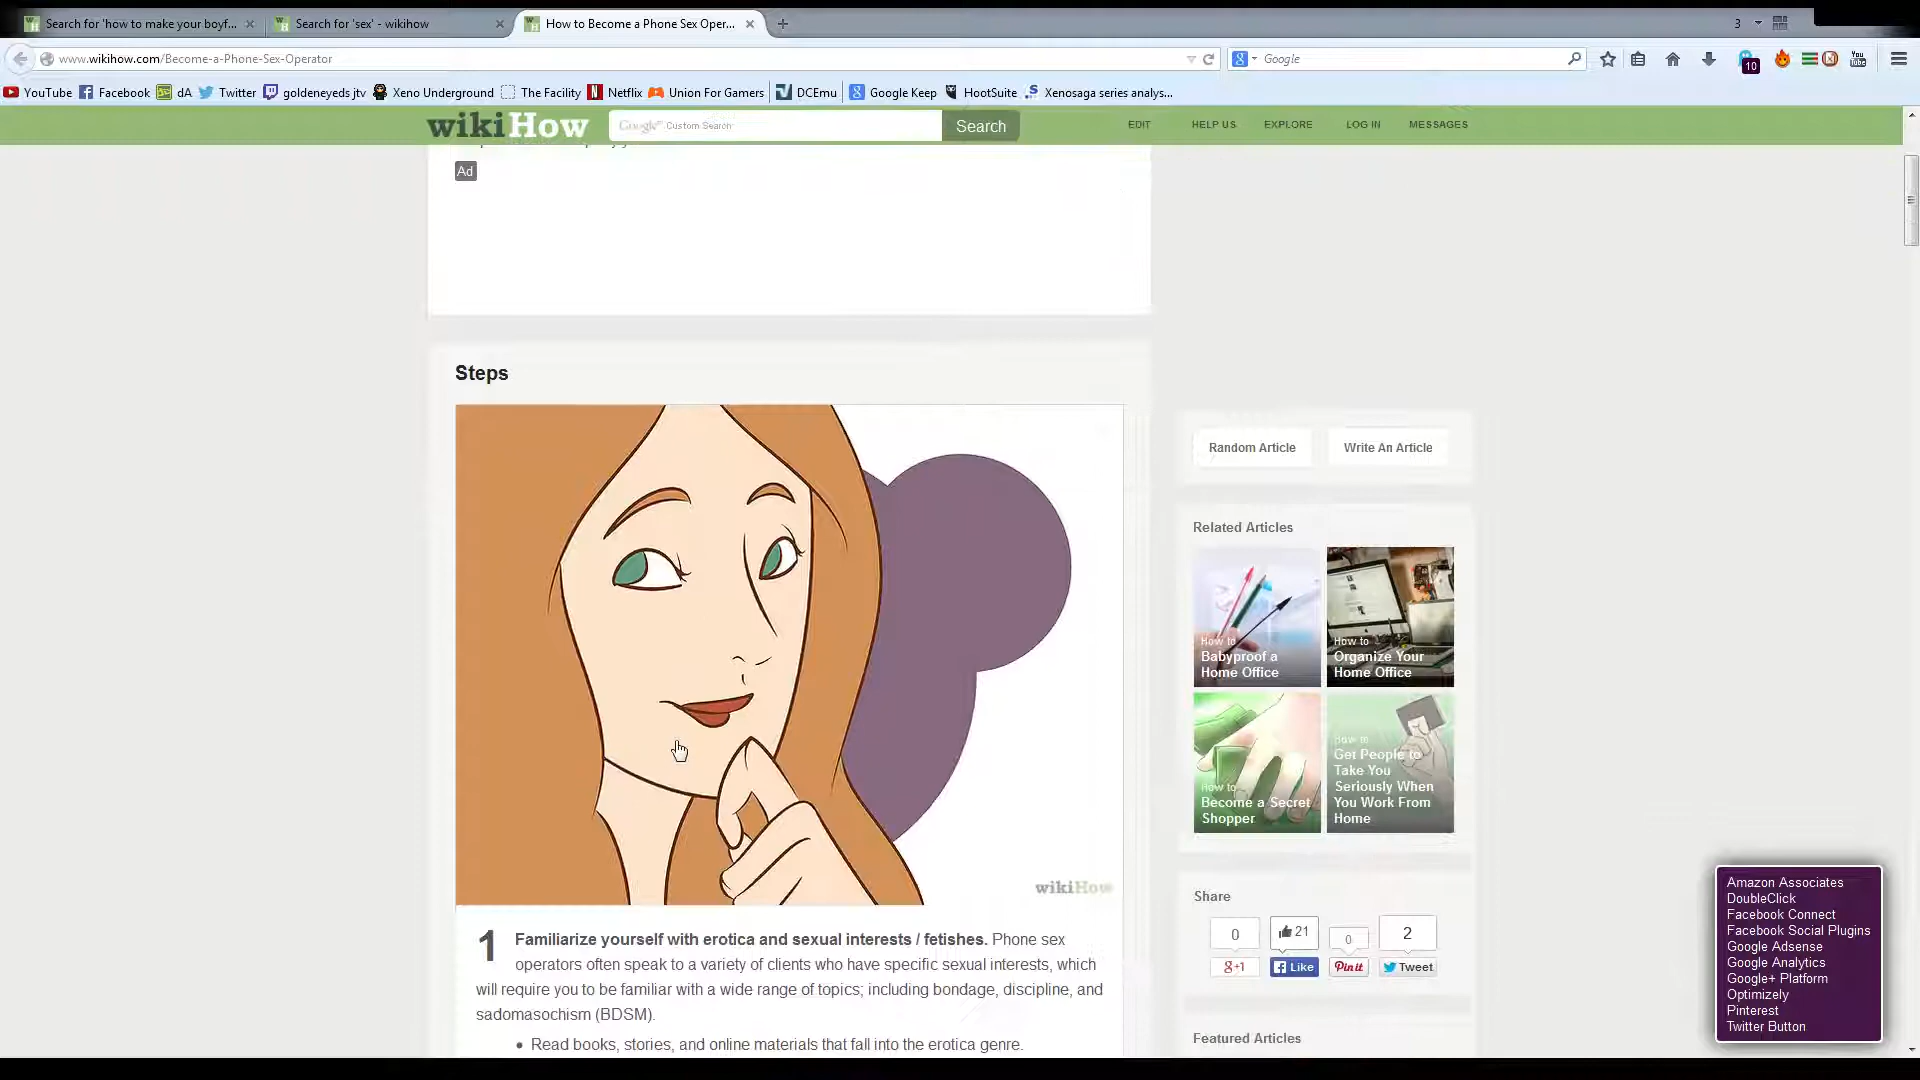 Search for 'how to make your boyf...
Search for 'sex' - wikihow
How to Become a Phone Sex Oper...
3
www.wikihow.com/Become-a-Phone-Sex-Operator
Google
10
You
YouTube
Facebook
dA
Twitter
goldeneyeds jtv
Xeno Underground
The Facility
Netflix
Union For Gamers
DCEmu
Google Keep
HootSuite
Xenosaga series analys...
wikiHow
Google™ Custom Search
Search
EDIT
HELP US
EXPLORE
LOG IN
MESSAGES
Ad
Steps
wikiHow
1 Familiarize yourself with erotica and sexual interests / fetishes. Phone sex
operators often speak to a variety of clients who have specific sexual interests, which
will require you to be familiar with a wide range of topics; including bondage, discipline, and
sadomasochism (BDSM).
• Read books, stories, and online materials that fall into the erotica genre.
Random Article
Write An Article
Related Articles
How to
Babyproof a
Home Office
How to
Organize Your
Home Office
How to
Become a Secret
Shopper
How to
Get People to
Take You
Seriously When
You Work From
Home
Share
0
21
0
2
g+1
Like
Pin it
Tweet
Featured Articles
Amazon Associates
DoubleClick
Facebook Connect
Facebook Social Plugins
Google Adsense
Google Analytics
Google+ Platform
Optimizely
Pinterest
Twitter Button